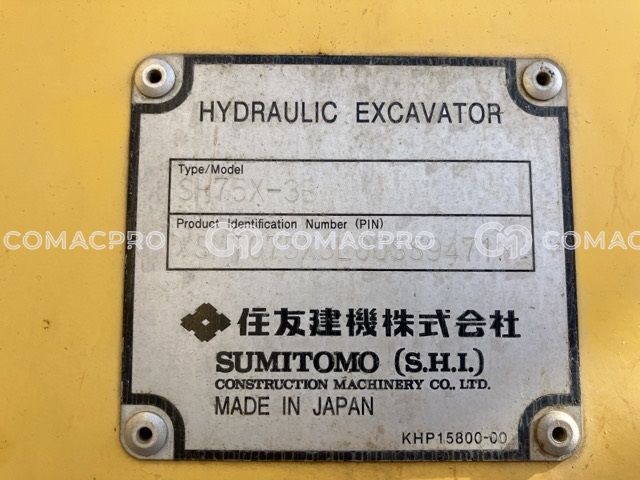 HYDRAULIC EXCAVATOR
Type/Model
SH75X-3B
Product Identification Number (PIN)
COMACPRO COMACPRO
住友建機株式会社
SUMITOMO (S.H.I.)
CONSTRUCTION MACHINERY CO., LTD.
MADE IN JAPAN
KHP15800-00